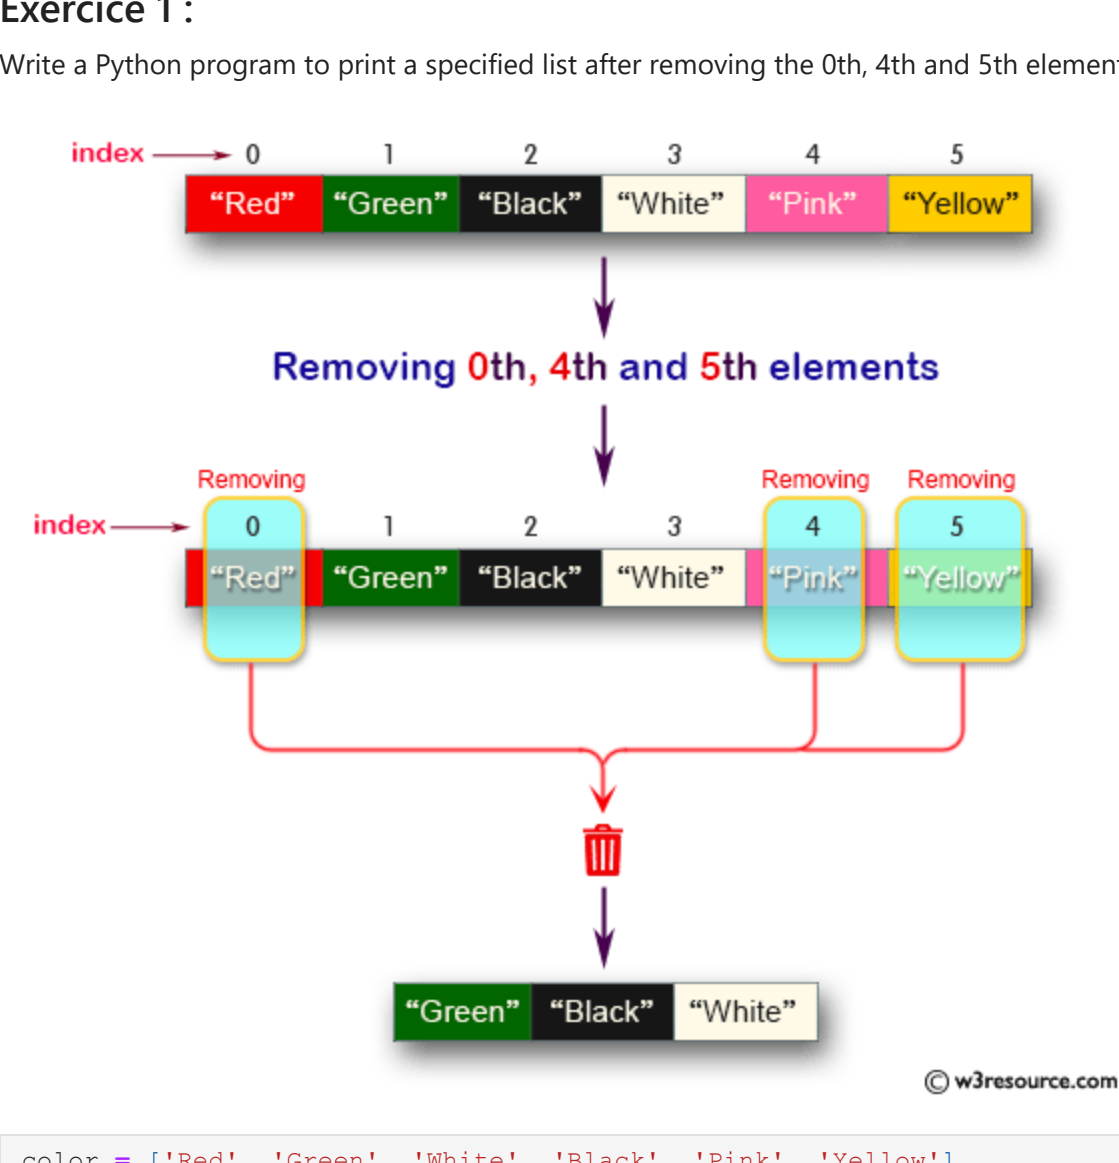 Exercice 1 :
Write a Python program to print a specified list after removing the 0th, 4th and 5th element
index 0 1 2 3 4 5
“Red” “Green” “Black” “White” “Pink” “Yellow”
Removing 0th, 4th and 5th elements
Removing Removing Removing
index 0 1 2 3 4 5
“Red” “Green” “Black” “White” “Pink” “Yellow”
“Green” “Black” “White”
© w3resource.com
color = ['Red', 'Green', 'White', 'Black', 'Pink', 'Yellow']